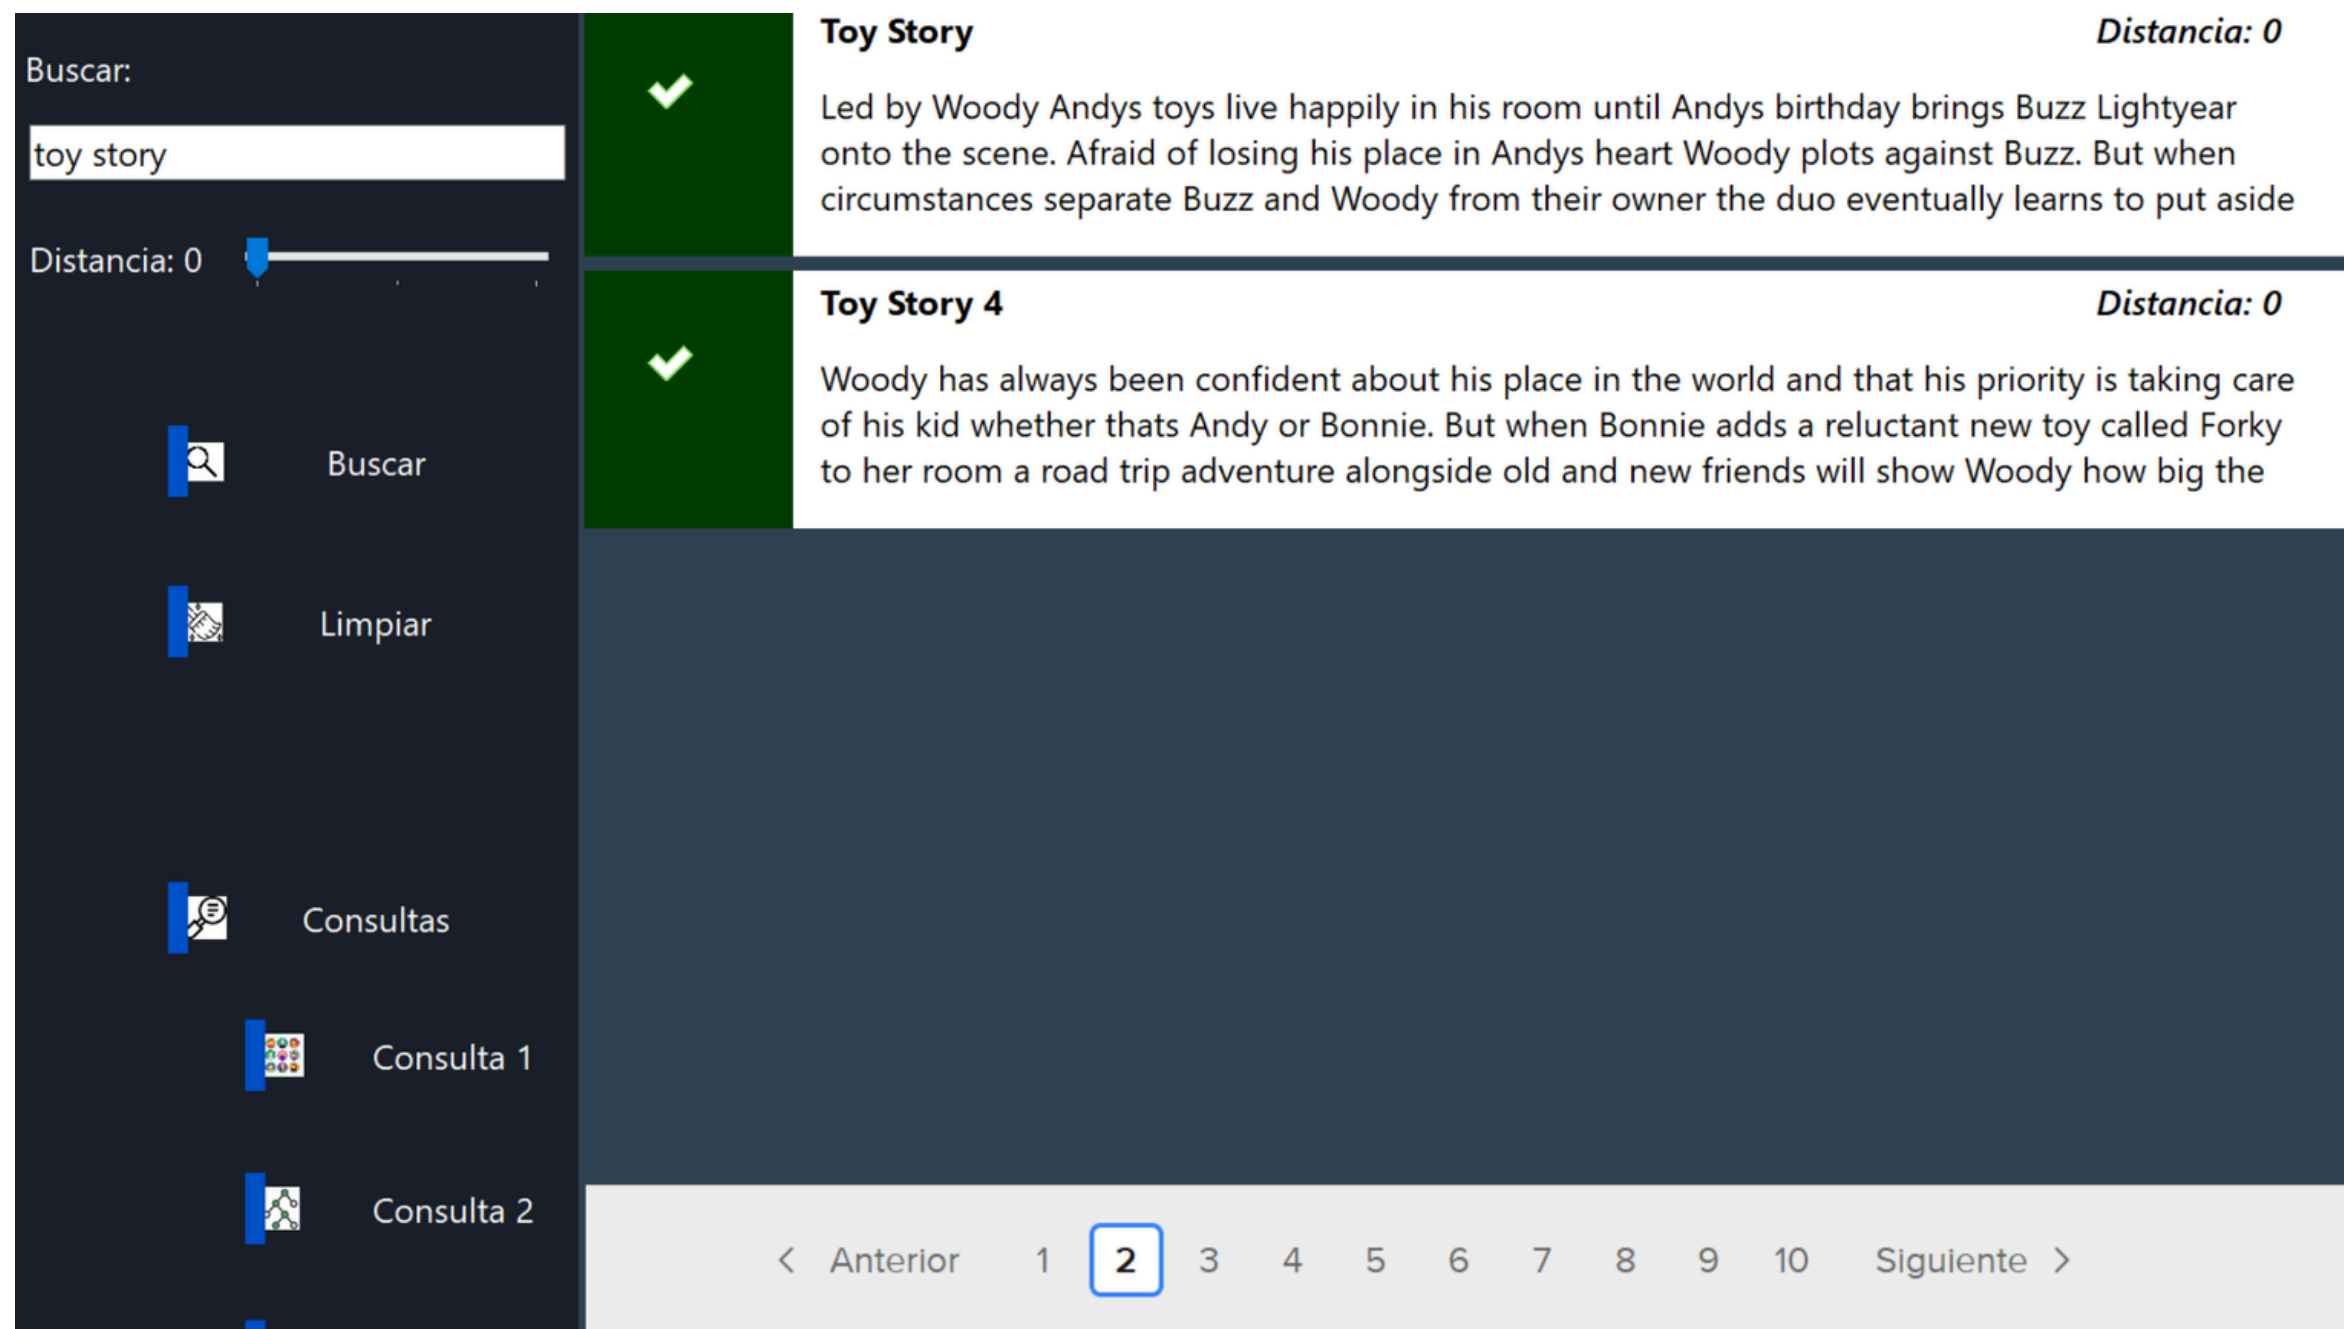 Buscar:
toy story
Distancia: 0
Buscar
Limpiar
Consultas
Consulta 1
Consulta 2
Toy Story
Distancia: 0
Led by Woody Andys toys live happily in his room until Andys birthday brings Buzz Lightyear
onto the scene. Afraid of losing his place in Andys heart Woody plots against Buzz. But when
circumstances separate Buzz and Woody from their owner the duo eventually learns to put aside
Toy Story 4
Distancia: 0
Woody has always been confident about his place in the world and that his priority is taking care
of his kid whether thats Andy or Bonnie. But when Bonnie adds a reluctant new toy called Forky
to her room a road trip adventure alongside old and new friends will show Woody how big the
< Anterior 1 2 3 4 5 6 7 8 9 10 Siguiente >